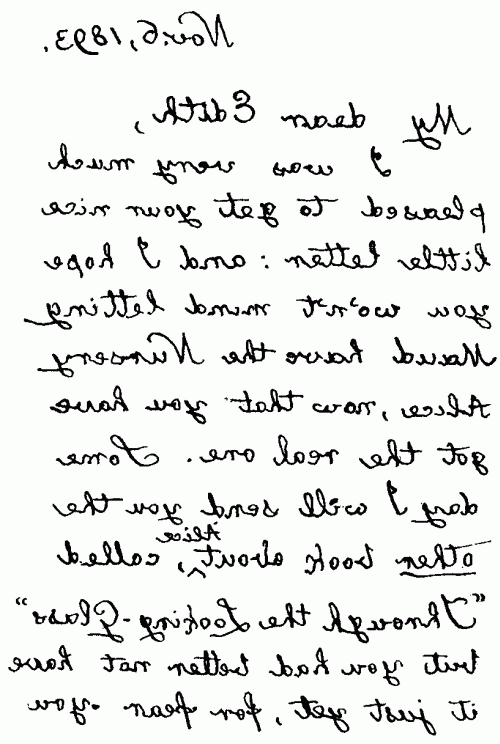 Nov. 6, 1893.
My dear Edith,
I was very much
pleased to get your nice
little letter: and I hope
you won't mind letting
Maud have the Nursery
Alice, now that you have
got the real one. Some
day I will send you the
other book about Alice, called
"Through the Looking-Glass"
but you had better not have
it just yet, for fear you